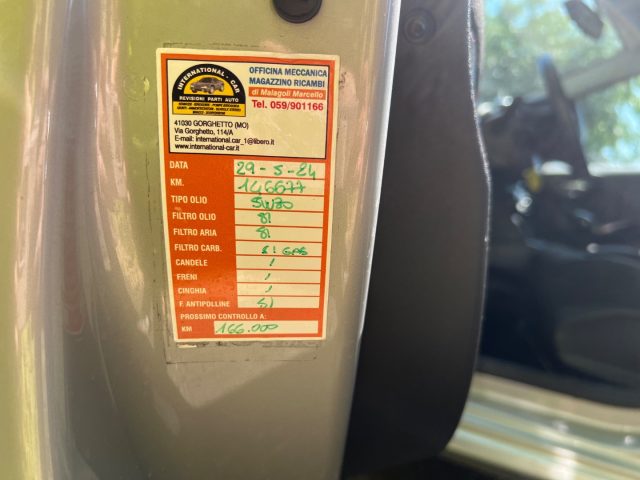 INTERNATIONAL - CAR
REVISIONI PARTI AUTO
OFFICINA MECCANICA
MAGAZZINO RICAMBI
di Malagoli Marcello
Tel. 059/901166
41030 GORGHETTO (MO)
Via Gorghetto, 114/A
E-mail: international.car_1@libero.it
www.international-car.it
DATA 29-5-24
KM. 146677
TIPO OLIO 5W30
FILTRO OLIO SI
FILTRO ARIA SI
FILTRO CARB. SI GAS
CANDELE /
FRENI /
CINGHIA /
F. ANTIPOLLINE SI
PROSSIMO CONTROLLO A:
KM 166.000